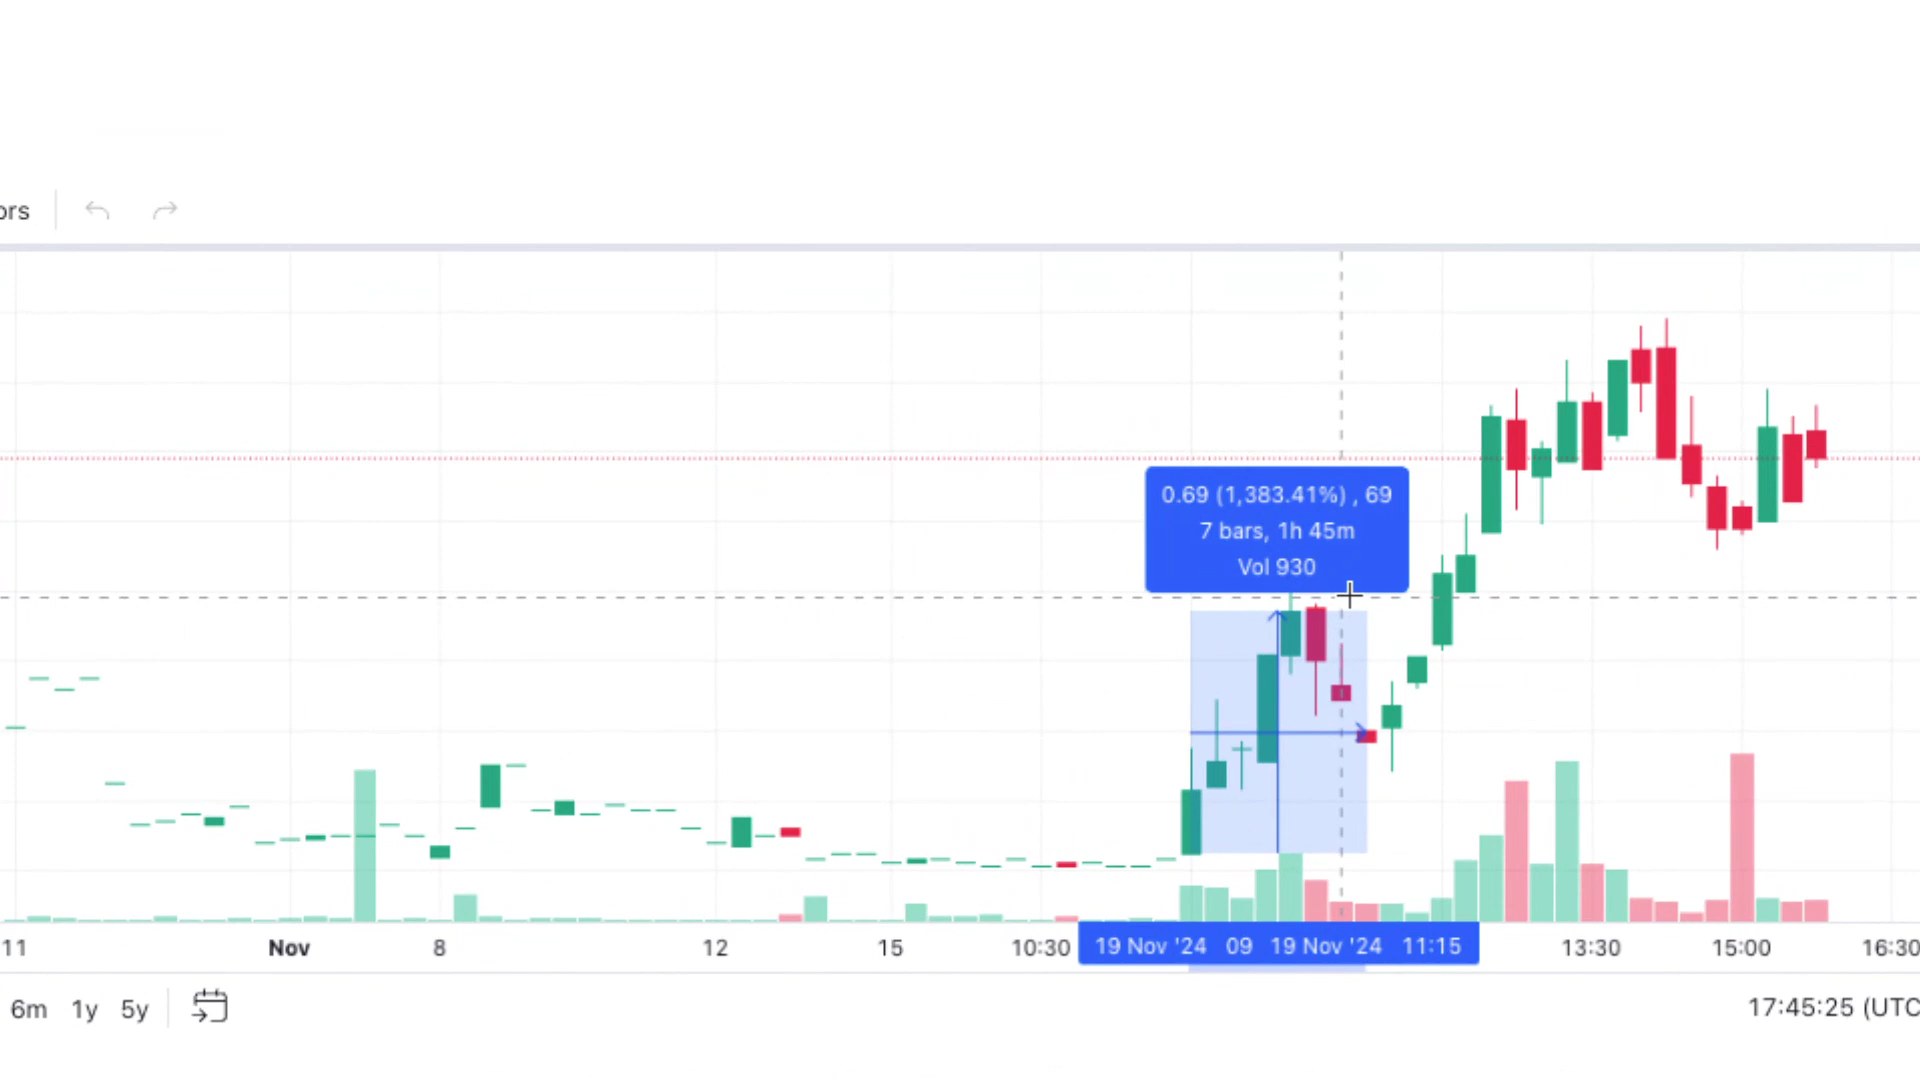 ors
0.69 (1,383.41%) , 69
7 bars, 1h 45m
Vol 930
11 Nov 8 12 15 10:30 19 Nov '24 09 19 Nov '24 11:15 13:30 15:00 16:30
6m 1y 5y 17:45:25 (UTC